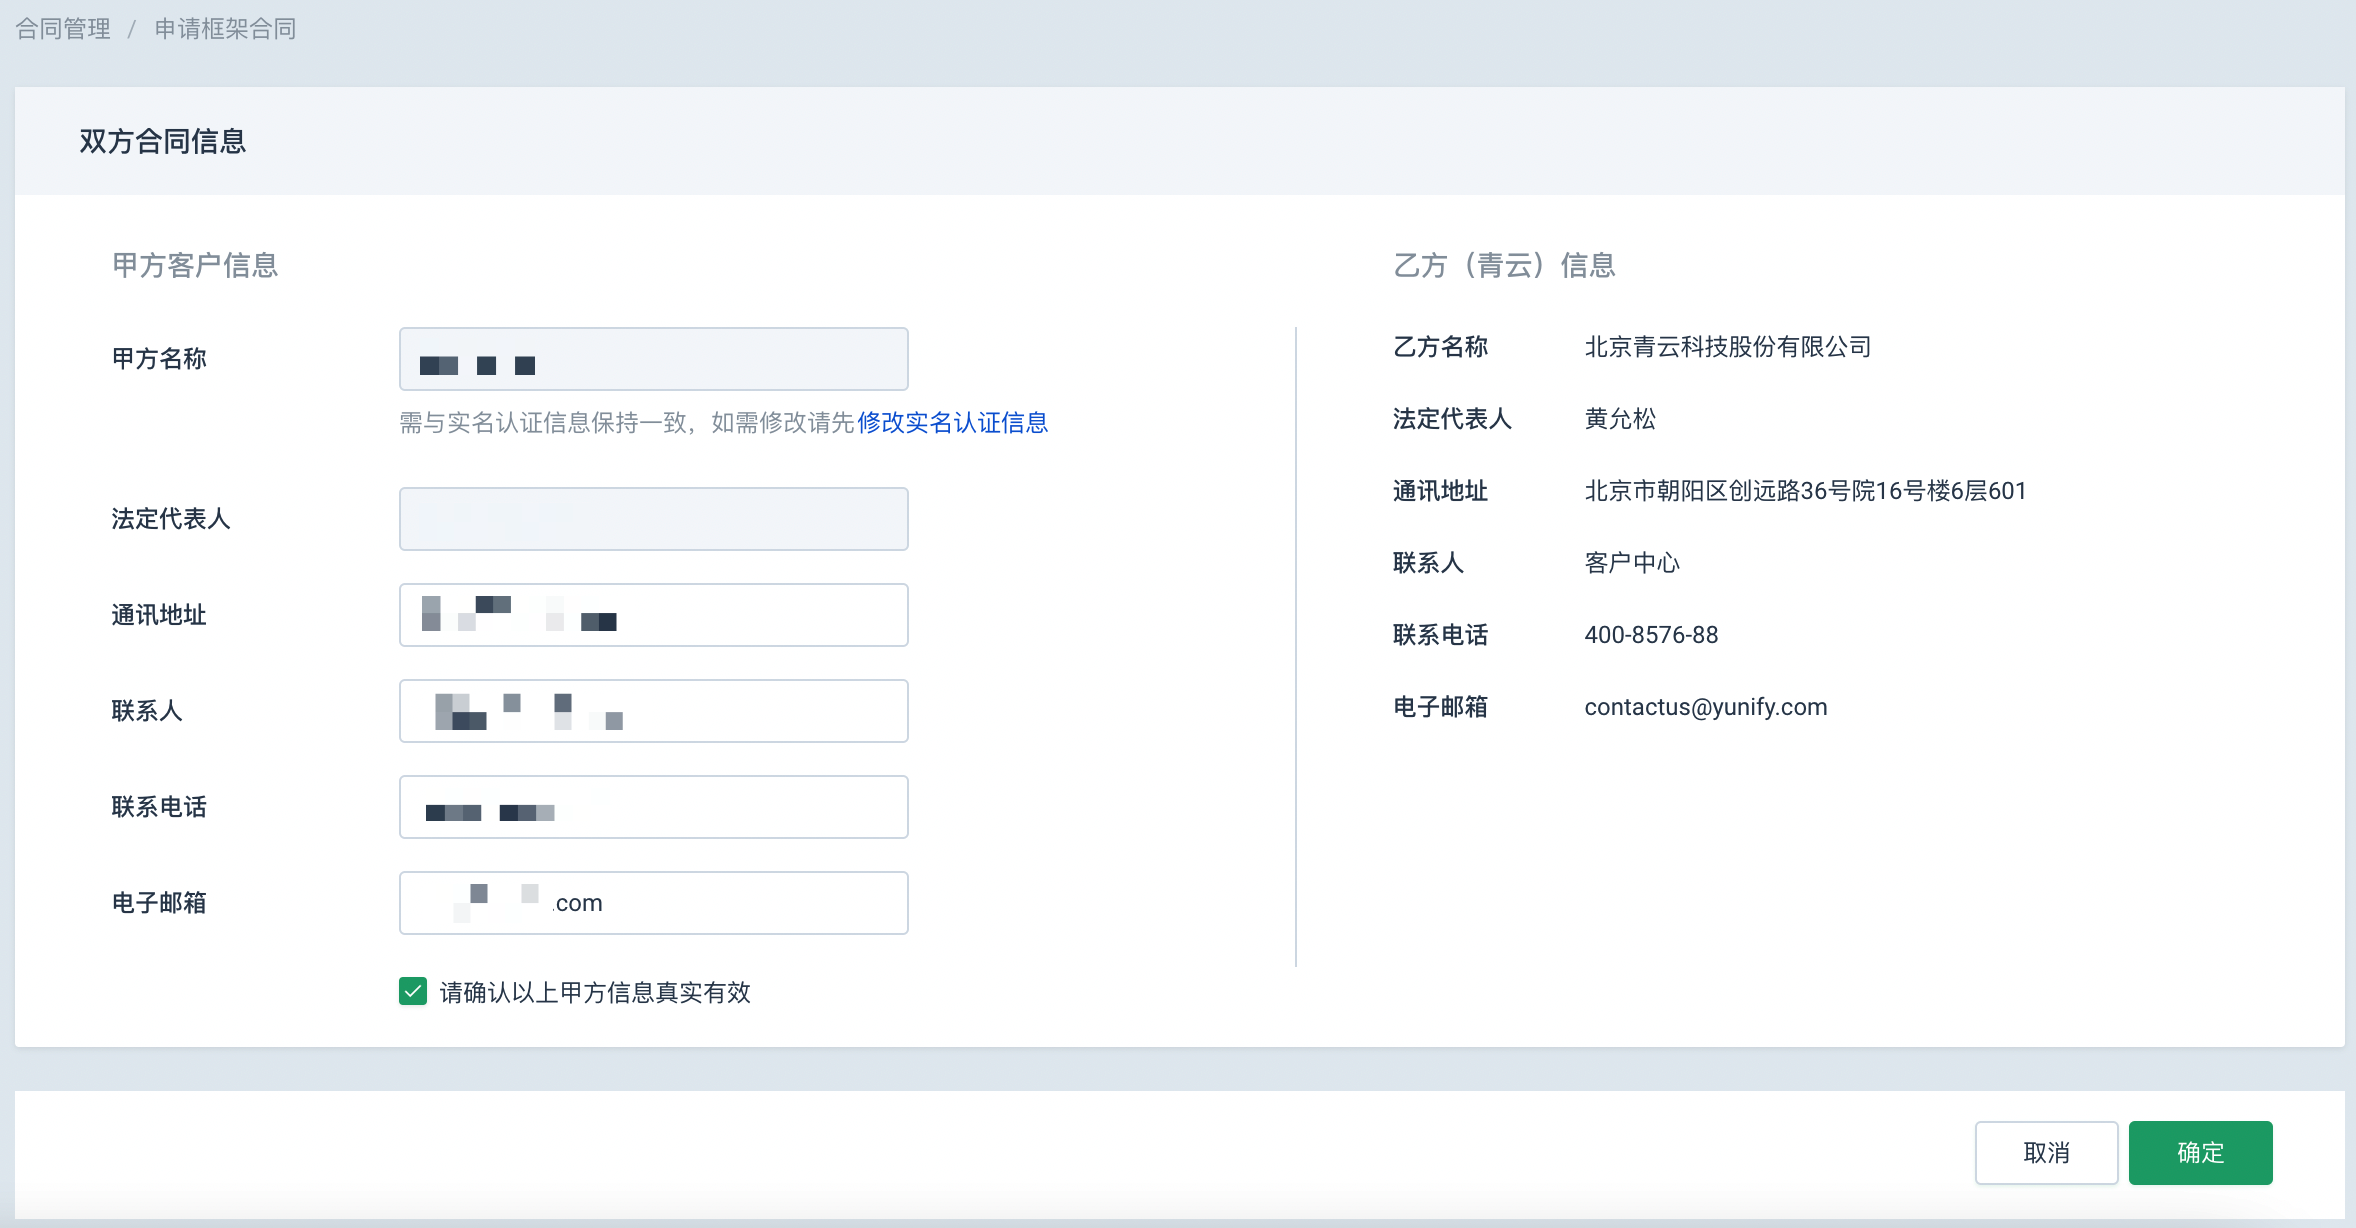 合同管理 / 申请框架合同
双方合同信息
甲方客户信息
甲方名称
需与实名认证信息保持一致，如需修改请先修改实名认证信息
法定代表人
通讯地址
联系人
联系电话
电子邮箱 .com
请确认以上甲方信息真实有效
乙方（青云）信息
乙方名称 北京青云科技股份有限公司
法定代表人 黄允松
通讯地址 北京市朝阳区创远路36号院16号楼6层601
联系人 客户中心
联系电话 400-8576-88
电子邮箱 contactus@yunify.com
取消 确定